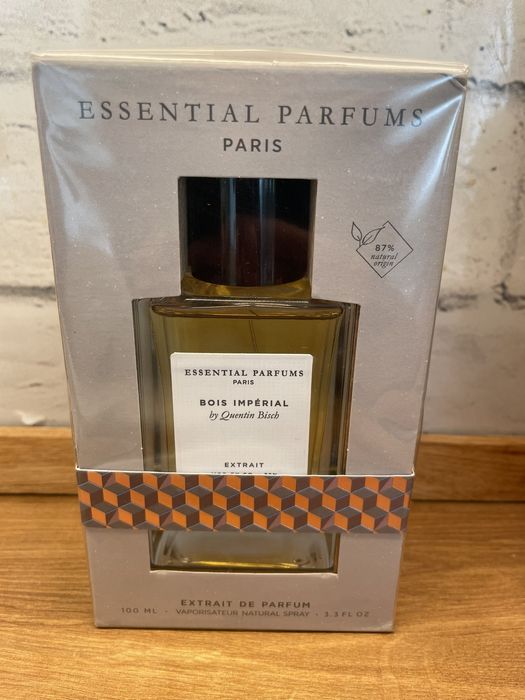 ESSENTIAL PARFUMS
PARIS
87%
natural
origin
ESSENTIAL PARFUMS
PARIS
BOIS IMPÉRIAL
by Quentin Bisch
EXTRAIT
EXTRAIT DE PARFUM
100 ML - VAPORISATEUR NATURAL SPRAY - 3.3 FL OZ